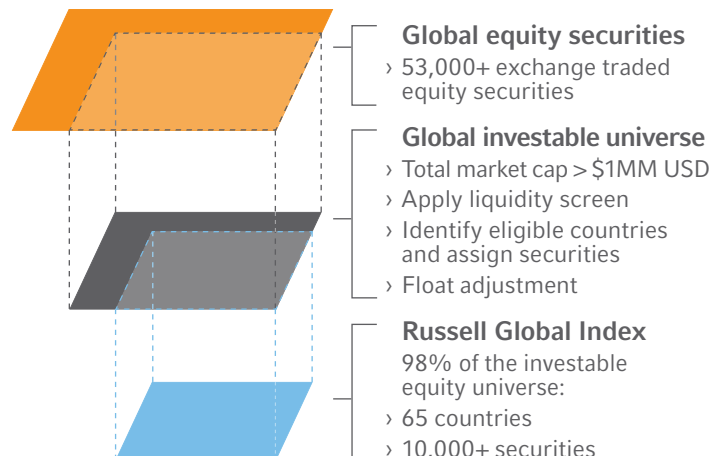 Global equity securities
› 53,000+ exchange traded
equity securities
Global investable universe
› Total market cap > $1MM USD
› Apply liquidity screen
› Identify eligible countries
and assign securities
› Float adjustment
Russell Global Index
98% of the investable
equity universe:
› 65 countries
› 10,000+ securities